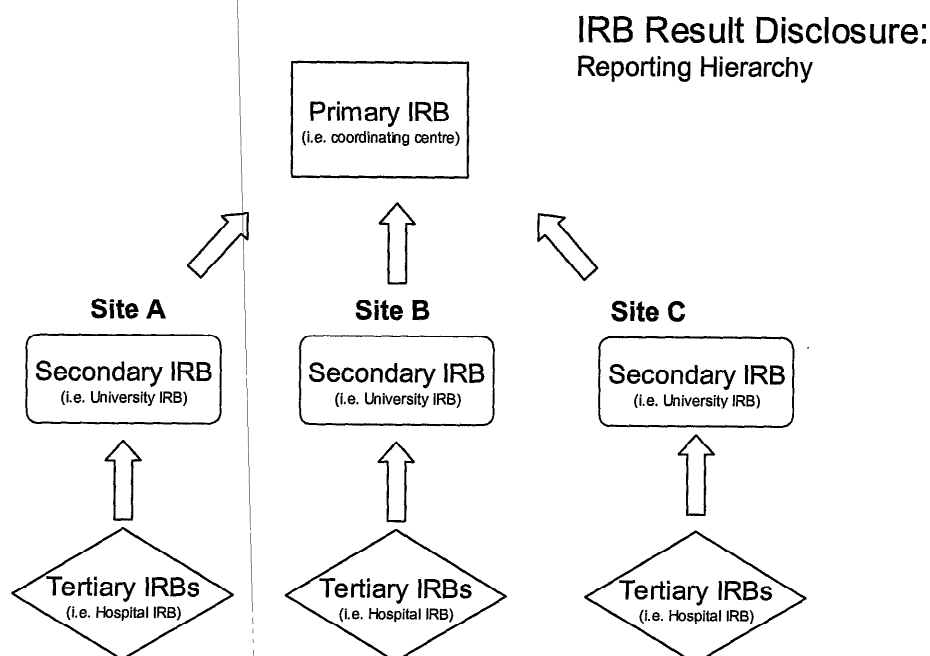 IRB Result Disclosure:
Reporting Hierarchy
Primary IRB
(i.e. coordinating centre)
Site A
Site B
Site C
Secondary IRB
(i.e. University IRB)
Secondary IRB
(i.e. University IRB)
Secondary IRB
(i.e. University IRB)
Tertiary IRBs
(i.e. Hospital IRB)
Tertiary IRBs
(i.e. Hospital IRB)
Tertiary IRBs
(i.e. Hospital IRB)